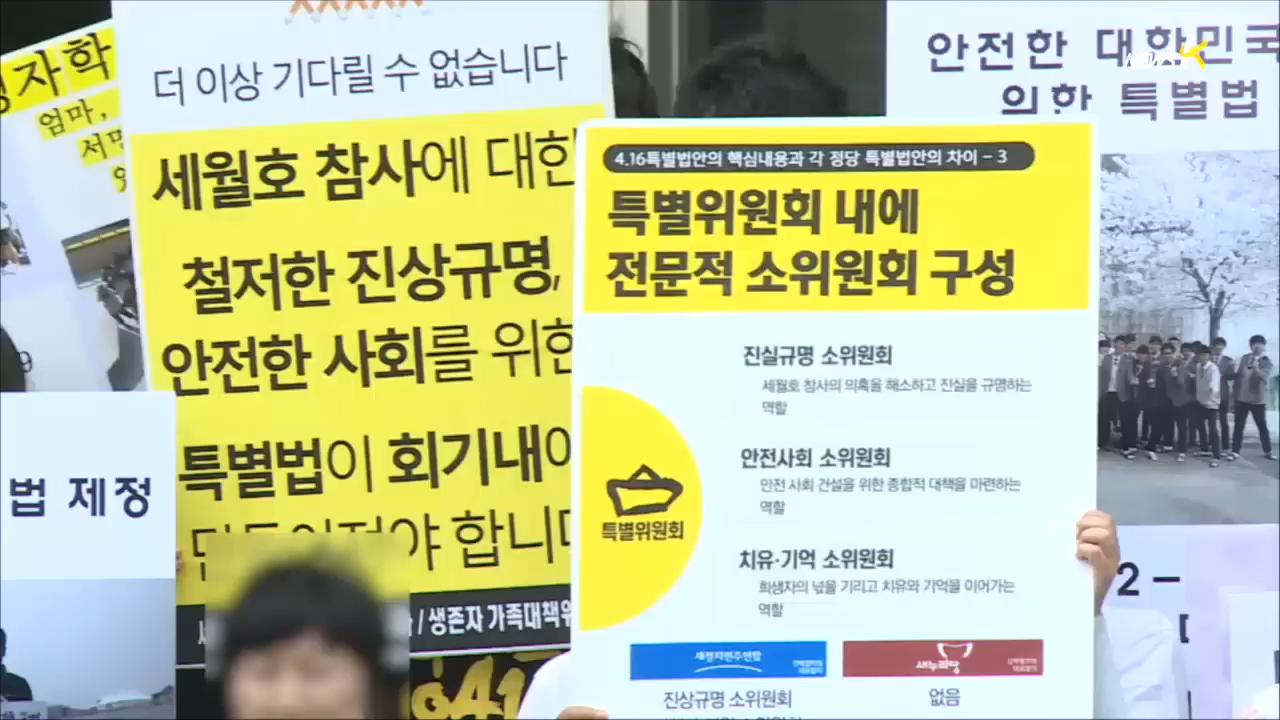 자학
엄마,
더 이상 기다릴 수 없습니다
세월호 참사에 대한
철저한 진상규명,
안전한 사회를 위한
특별법이 회기내에
야 합니다
/ 생존자 가족대책위
4.16특별법안의 핵심내용과 각 정당 특별법안의 차이 – 3
특별위원회 내에
전문적 소위원회 구성
진실규명 소위원회
세월호 참사의 의혹을 해소하고 진실을 규명하는
역할
안전사회 소위원회
안전 사회 건설을 위한 종합적 대책을 마련하는
역할
특별위원회
치유·기억 소위원회
희생자의 넋을 기리고 치유와 기억을 이어가는
역할
새정치민주연합
새누리당
진상규명 소위원회
없음
안전한 대한민국
의한 특별법
NEWSK
법 제정
2 –